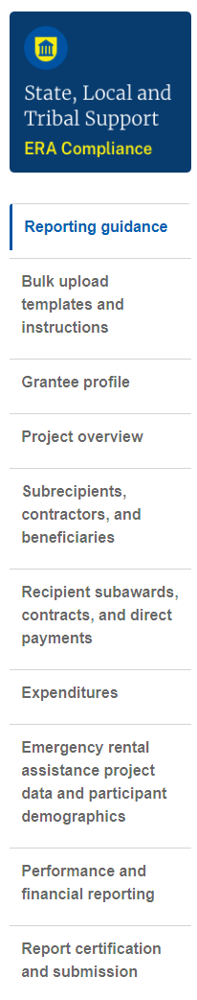 State, Local and
Tribal Support
ERA Compliance
Reporting guidance
Bulk upload
templates and
instructions
Grantee profile
Project overview
Subrecipients,
contractors, and
beneficiaries
Recipient subawards,
contracts, and direct
payments
Expenditures
Emergency rental
assistance project
data and participant
demographics
Performance and
financial reporting
Report certification
and submission